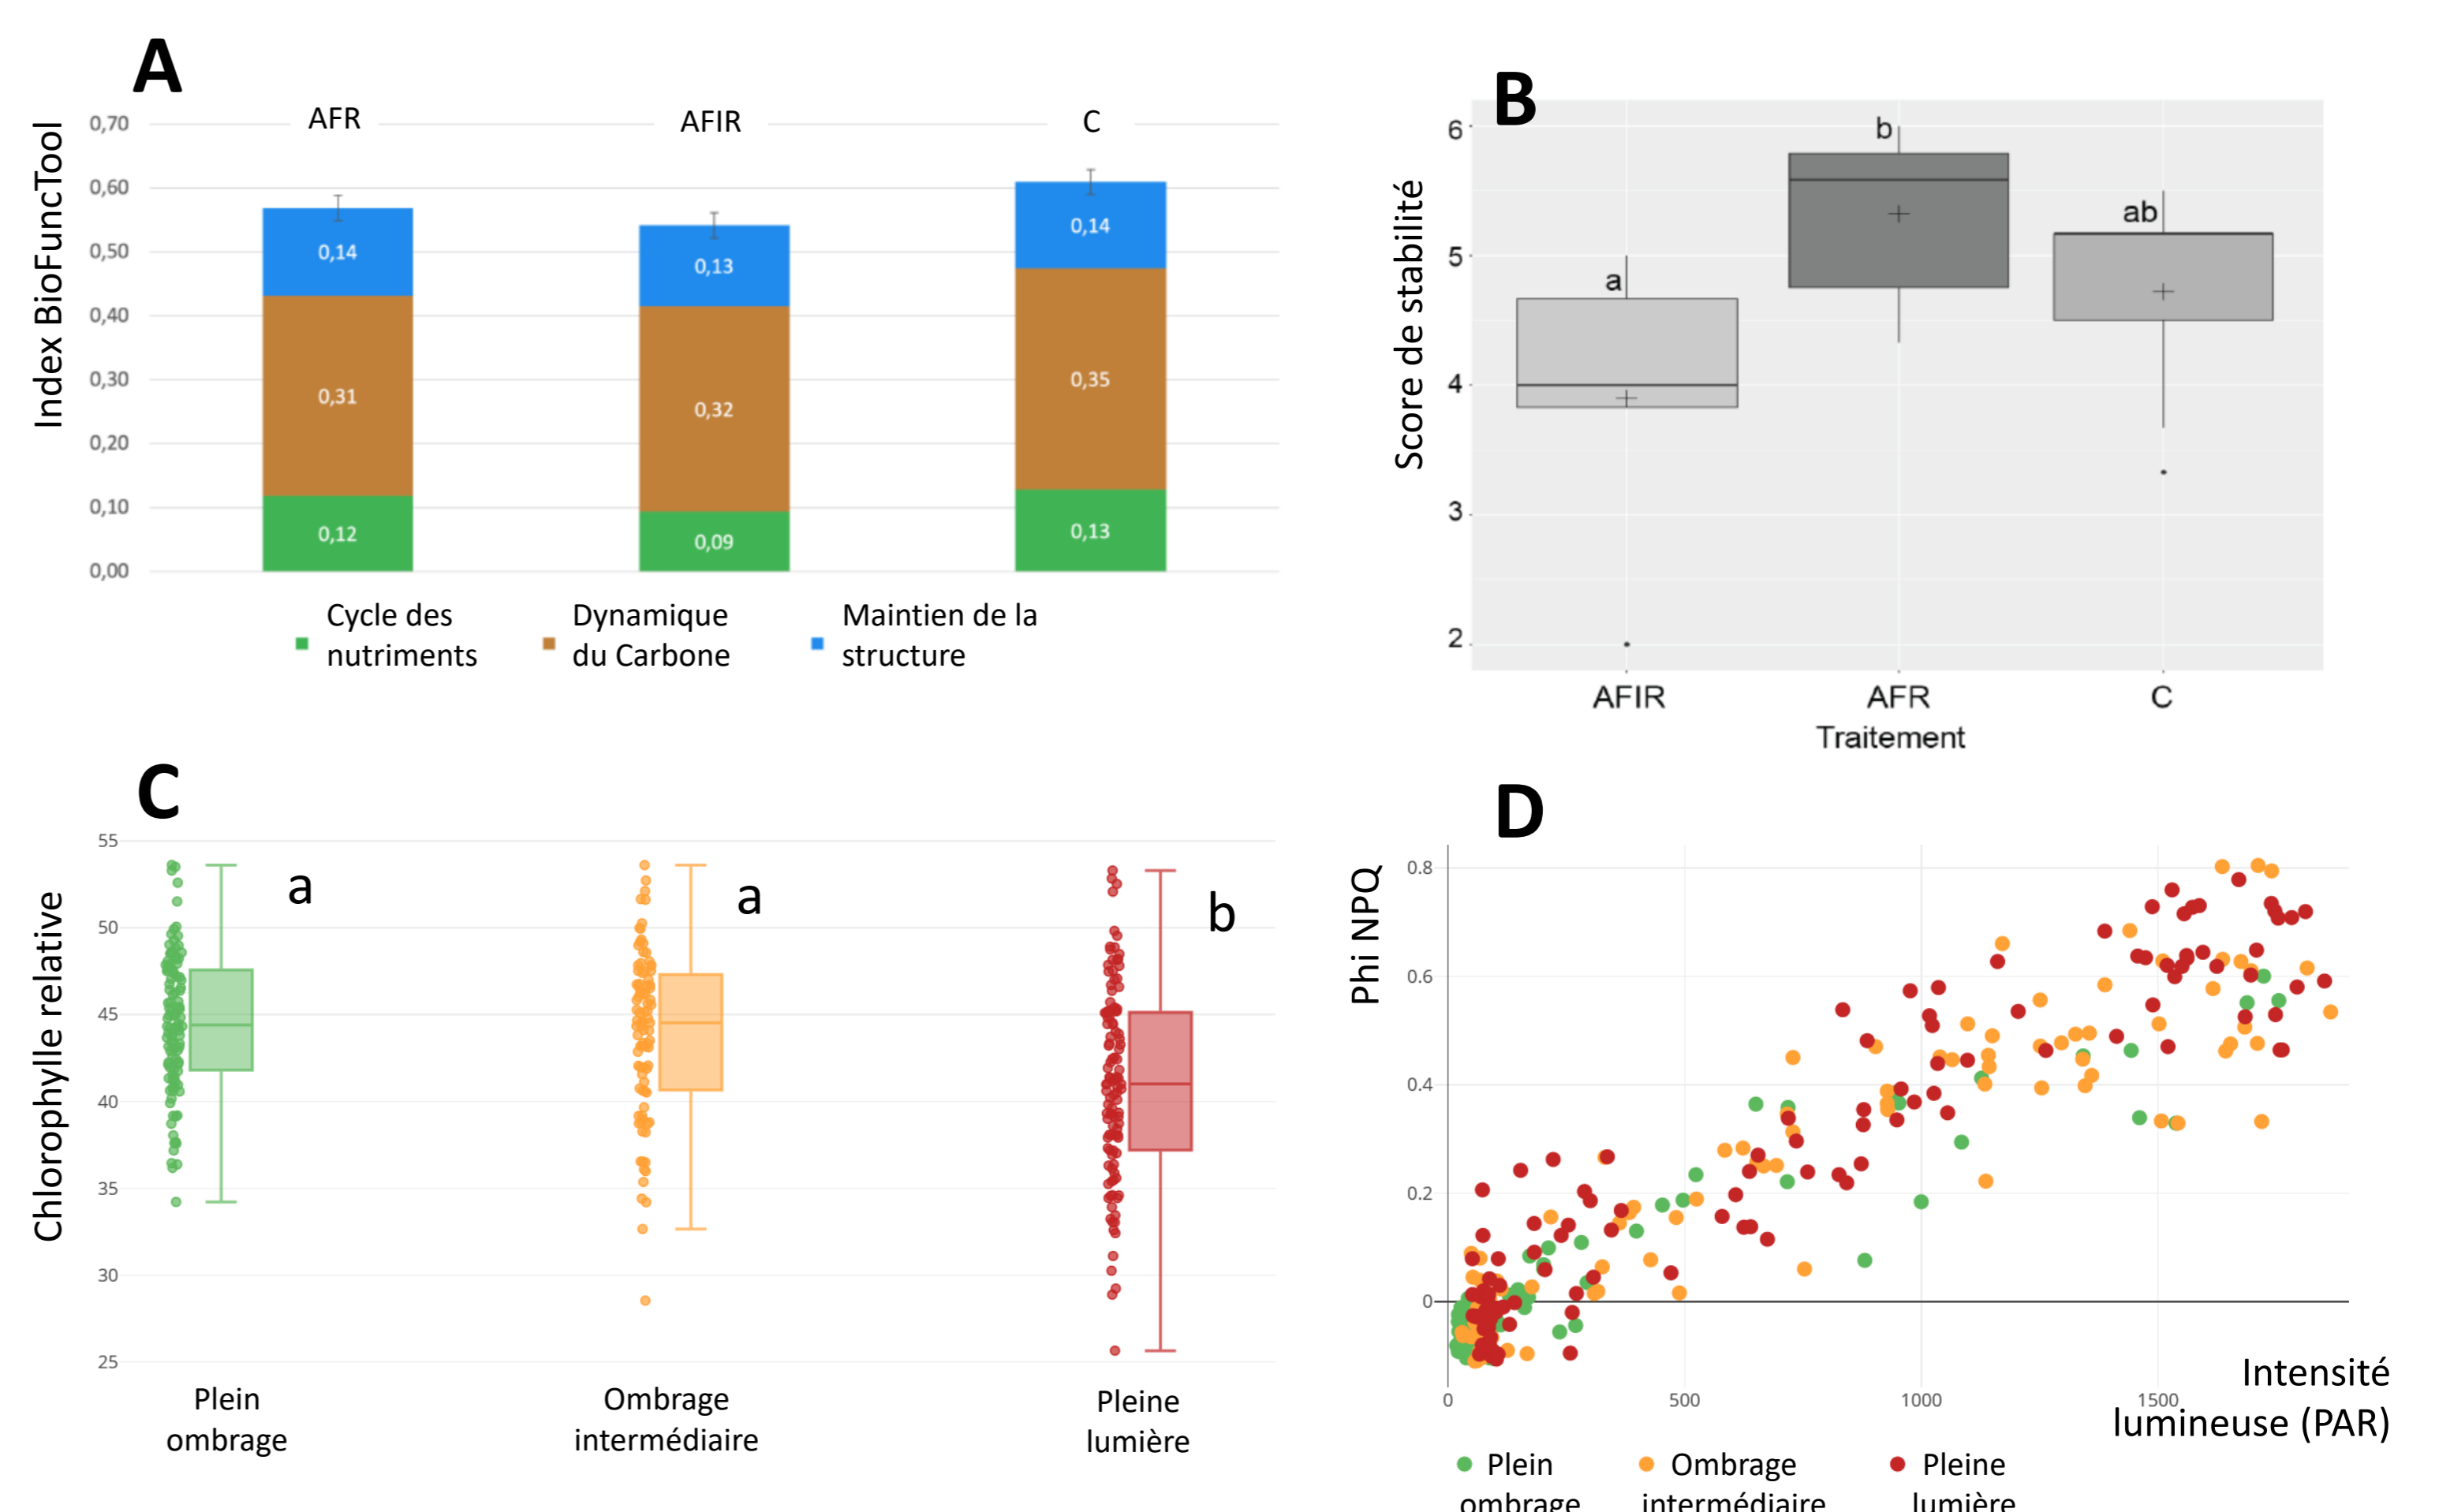 A
AFR
AFIR
C
Index BioFuncTool
0,70
0,60
0,50
0,40
0,30
0,20
0,10
0,00
0,14
0,13
0,14
0,31
0,32
0,35
0,12
0,09
0,13
Cycle des
nutriments
Dynamique
du Carbone
Maintien de la
structure
B
Score de stabilité
6
5
4
3
2
a
b
ab
AFIR
AFR
C
Traitement
C
Chlorophylle relative
55
50
45
40
35
30
25
a
a
b
Plein
ombrage
Ombrage
intermédiaire
Pleine
lumière
D
Phi NPQ
0.8
0.6
0.4
0.2
0
0
500
1000
1500
Intensité
lumineuse (PAR)
Plein
ombrage
Ombrage
intermédiaire
Pleine
lumière